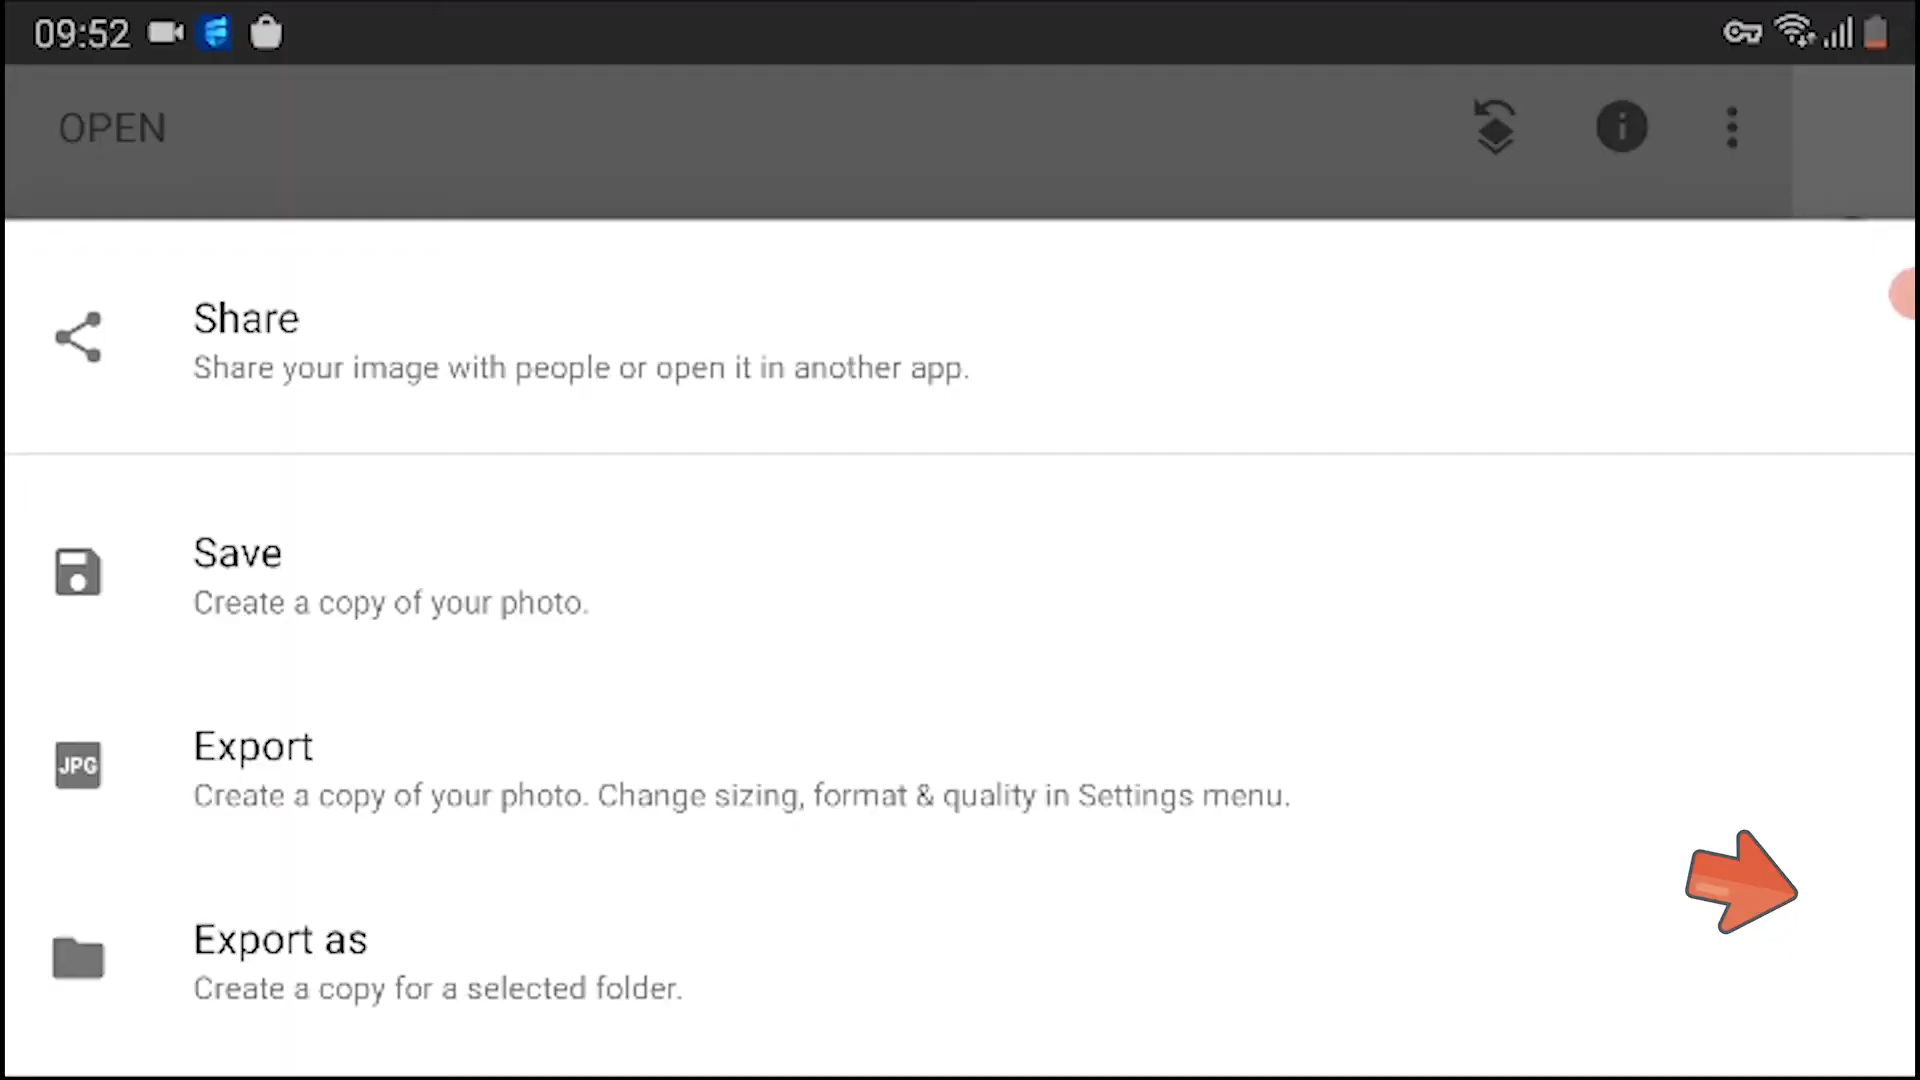 09:52
OPEN
Share
Share your image with people or open it in another app.
Save
Create a copy of your photo.
JPG
Export
Create a copy of your photo. Change sizing, format & quality in Settings menu.
Export as
Create a copy for a selected folder.